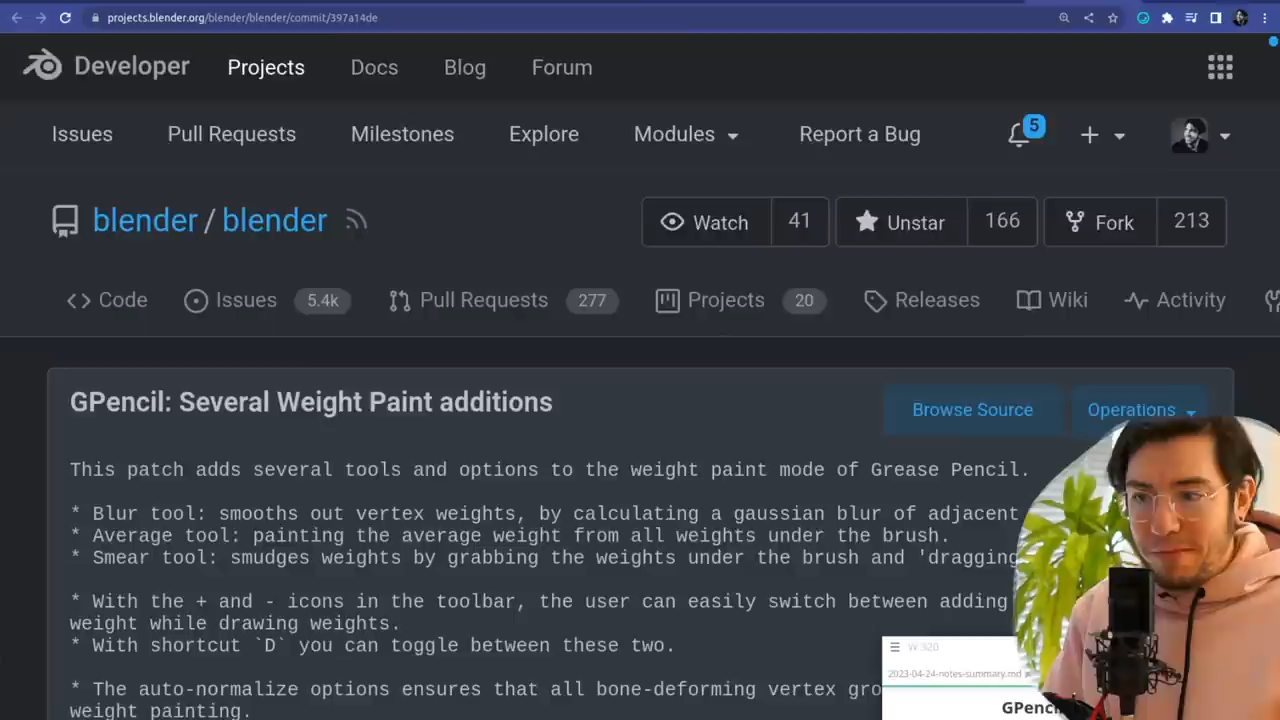 projects.blender.org/blender/blender/commit/397a14de
Developer Projects Docs Blog Forum
Issues Pull Requests Milestones Explore Modules Report a Bug 5
blender / blender Watch 41 Unstar 166 Fork 213
Code Issues 5.4k Pull Requests 277 Projects 20 Releases Wiki Activity
GPencil: Several Weight Paint additions Browse Source Operations
This patch adds several tools and options to the weight paint mode of Grease Pencil.
* Blur tool: smooths out vertex weights, by calculating a gaussian blur of adjacent
* Average tool: painting the average weight from all weights under the brush.
* Smear tool: smudges weights by grabbing the weights under the brush and 'dragging
* With the + and - icons in the toolbar, the user can easily switch between adding
weight while drawing weights.
* With shortcut `D` you can toggle between these two.
W:320
2023-04-24-notes-summary.md
* The auto-normalize options ensures that all bone-deforming vertex gro
weight painting.
GPencil